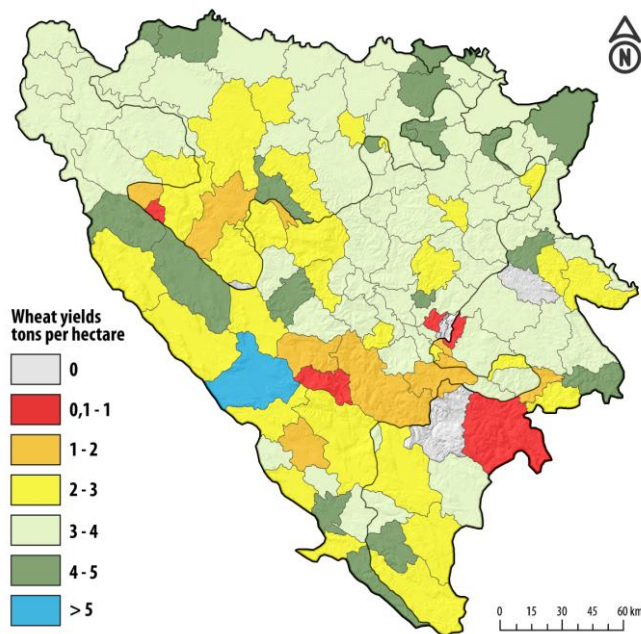 N
Wheat yields
tons per hectare
0
0,1 - 1
1 - 2
2 - 3
3 - 4
4 - 5
> 5
0 15 30 45 60 km